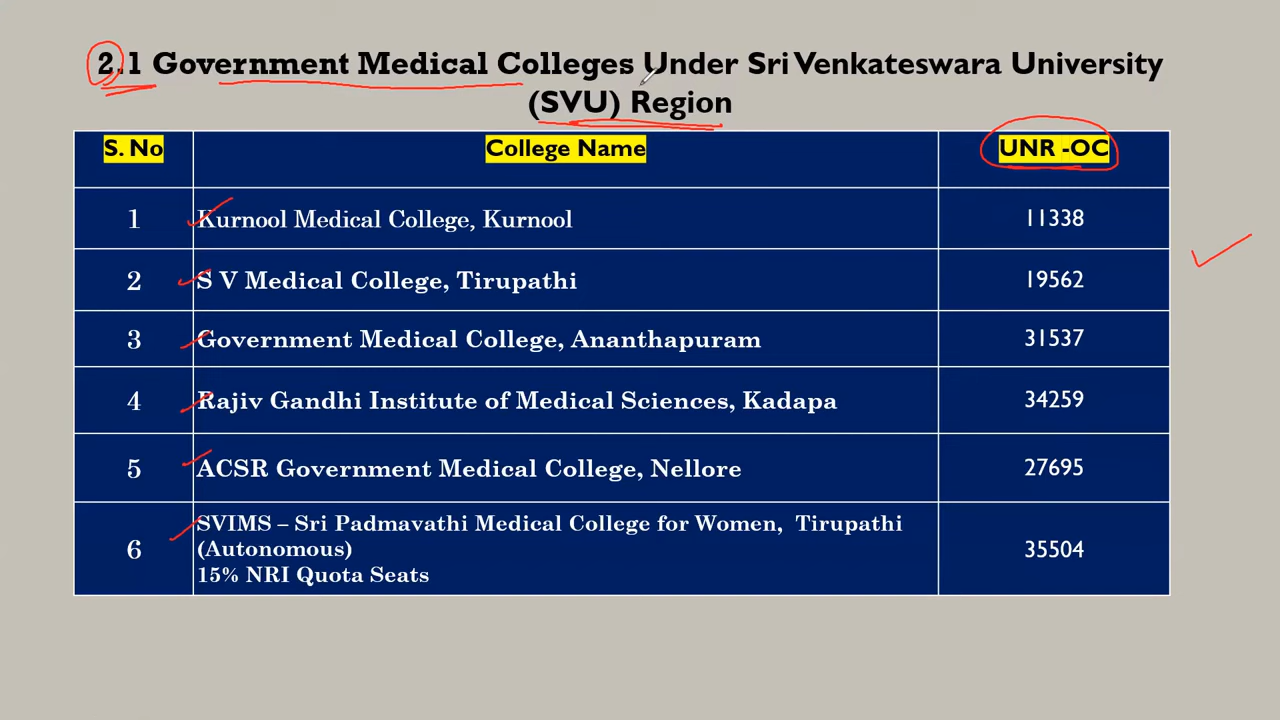 2.1 Government Medical Colleges Under Sri Venkateswara University
(SVU) Region
S. No College Name UNR -OC
1 Kurnool Medical College, Kurnool 11338
2 S V Medical College, Tirupathi 19562
3 Government Medical College, Ananthapuram 31537
4 Rajiv Gandhi Institute of Medical Sciences, Kadapa 34259
5 ACSR Government Medical College, Nellore 27695
6 SVIMS – Sri Padmavathi Medical College for Women, Tirupathi 35504
(Autonomous)
15% NRI Quota Seats